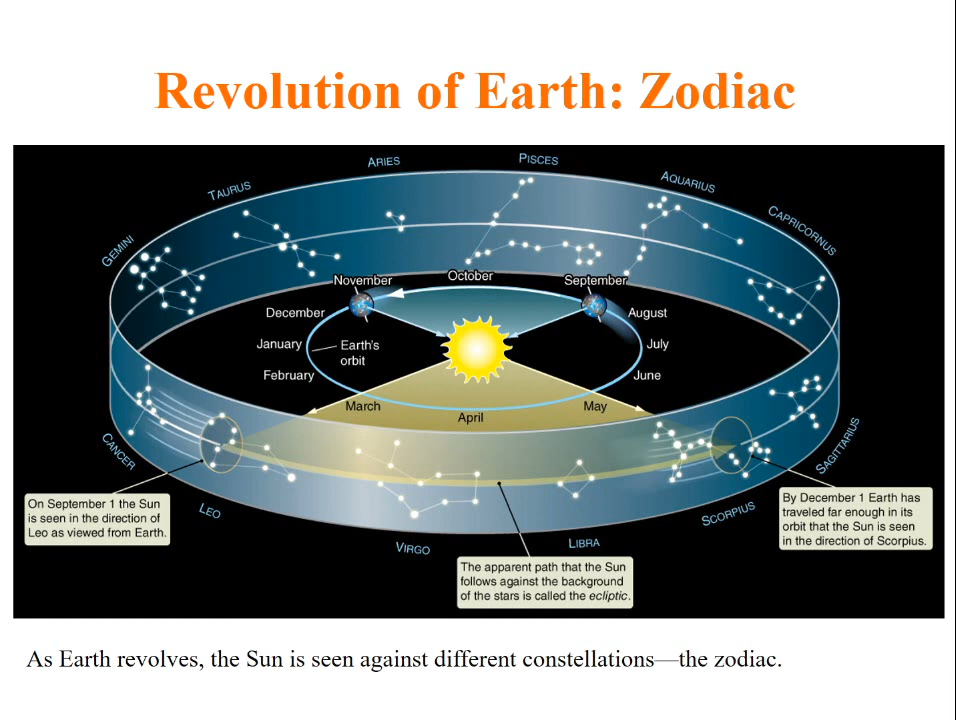 Revolution of Earth: Zodiac
GEMINI
TAURUS
ARIES
PISCES
AQUARIUS
CAPRICORNUS
November
October
September
December
August
January
Earth's
orbit
July
February
June
March
April
May
CANCER
LEO
VIRGO
LIBRA
SCORPIUS
SAGITTARIUS
On September 1 the Sun
is seen in the direction of
Leo as viewed from Earth.
The apparent path that the Sun
follows against the background
of the stars is called the ecliptic.
By December 1 Earth has
traveled far enough in its
orbit that the Sun is seen
in the direction of Scorpius.
As Earth revolves, the Sun is seen against different constellations—the zodiac.